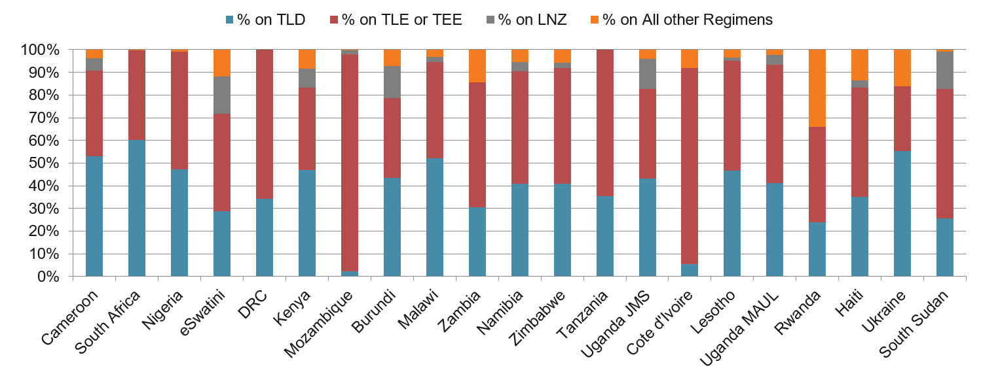 % on TLD % on TLE or TEE % on LNZ % on All other Regimens
100%
90%
80%
70%
60%
50%
40%
30%
20%
10%
0%
Cameroon
South Africa
Nigeria
eSwatini
DRC
Kenya
Mozambique
Burundi
Malawi
Zambia
Namibia
Zimbabwe
Tanzania
Uganda JMS
Cote d'Ivoire
Lesotho
Uganda MAUL
Rwanda
Haiti
Ukraine
South Sudan